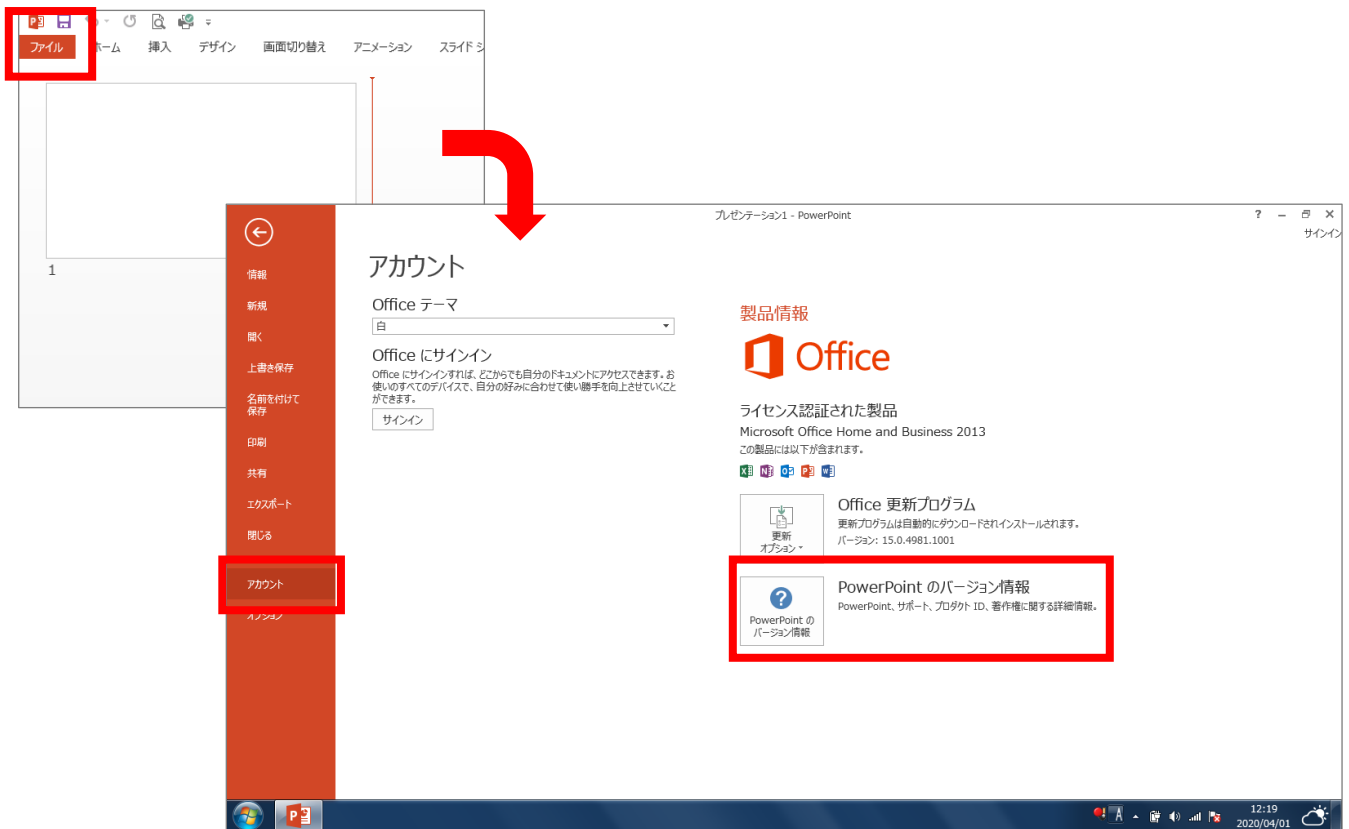 ファイル ホーム 挿入 デザイン 画面切り替え アニメーション スライド
1
プレゼンテーション1 - PowerPoint
サインイン
情報
新規
開く
上書き保存
名前を付けて
保存
印刷
共有
エクスポート
閉じる
アカウント
オプション
アカウント
Office テーマ
白
Office にサインイン
Office にサインインすれば、どこからでも自分のドキュメントにアクセスできます。お
使いのすべてのデバイスで、自分の好みに合わせて使い勝手を向上させていくこと
ができます。
サインイン
製品情報
Office
ライセンス認証された製品
Microsoft Office Home and Business 2013
この製品には以下が含まれます。
更新
オプション
Office 更新プログラム
更新プログラムは自動的にダウンロードされインストールされます。
バージョン: 15.0.4981.1001
PowerPoint の
バージョン情報
PowerPoint のバージョン情報
PowerPoint、サポート、プロダクト ID、著作権に関する詳細情報。
A
12:19
2020/04/01